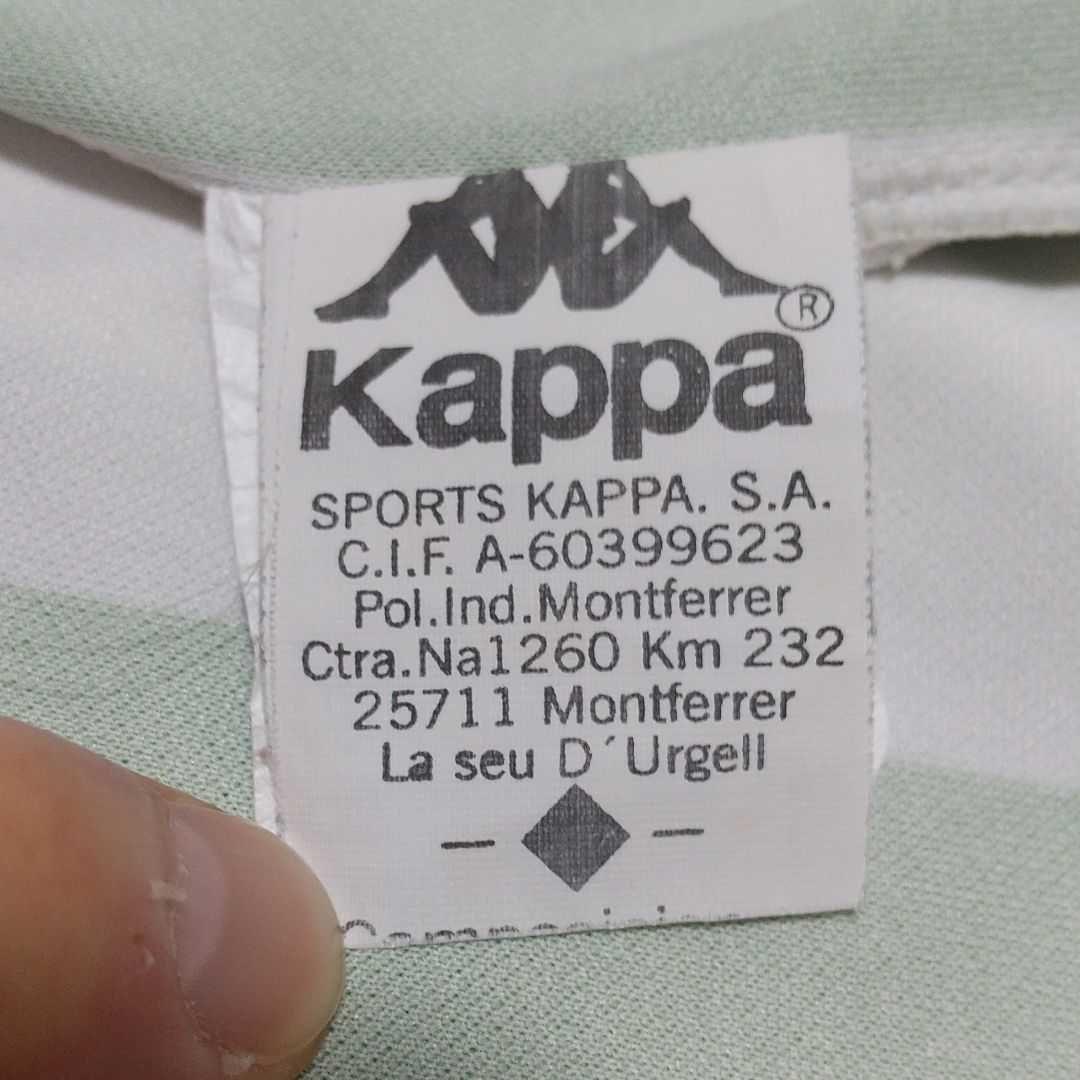 ®
Kappa
SPORTS KAPPA. S.A.
C.I.F. A-60399623
Pol.Ind.Montferrer
Ctra.Na1260 Km 232
25711 Montferrer
La seu D´Urgell